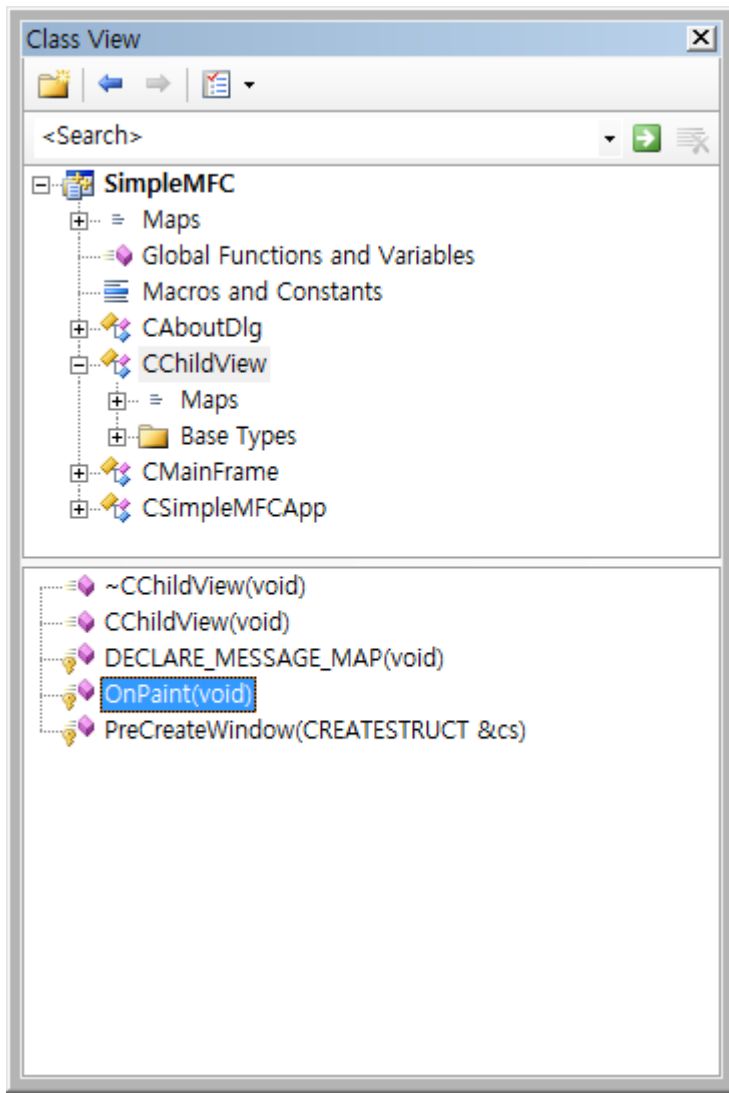 Class View
<Search>
SimpleMFC
Maps
Global Functions and Variables
Macros and Constants
CAboutDlg
CChildView
Maps
Base Types
CMainFrame
CSimpleMFCApp
~CChildView(void)
CChildView(void)
DECLARE_MESSAGE_MAP(void)
OnPaint(void)
PreCreateWindow(CREATESTRUCT &cs)